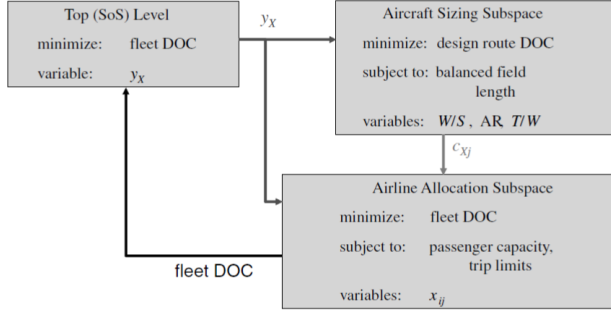 Top (SoS) Level
minimize: fleet DOC
variable: yX
yX
Aircraft Sizing Subspace
minimize: design route DOC
subject to: balanced field
length
variables: W/S , AR T/W
cXj
Airline Allocation Subspace
minimize: fleet DOC
subject to: passenger capacity,
trip limits
variables: xij
fleet DOC